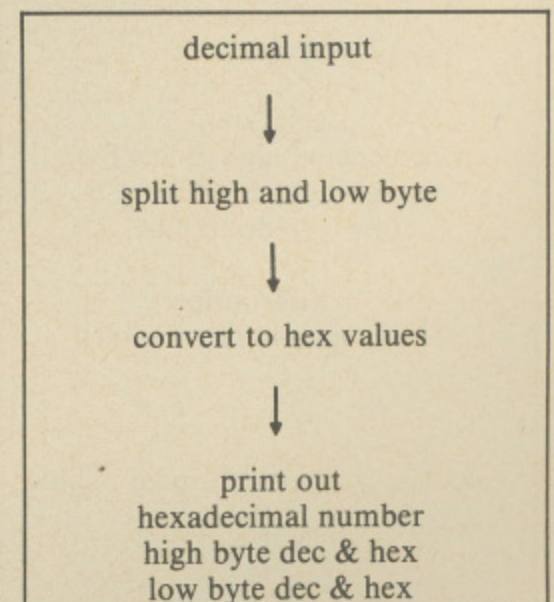 decimal input
split high and low byte
convert to hex values
print out
hexadecimal number
high byte dec & hex
low byte dec & hex